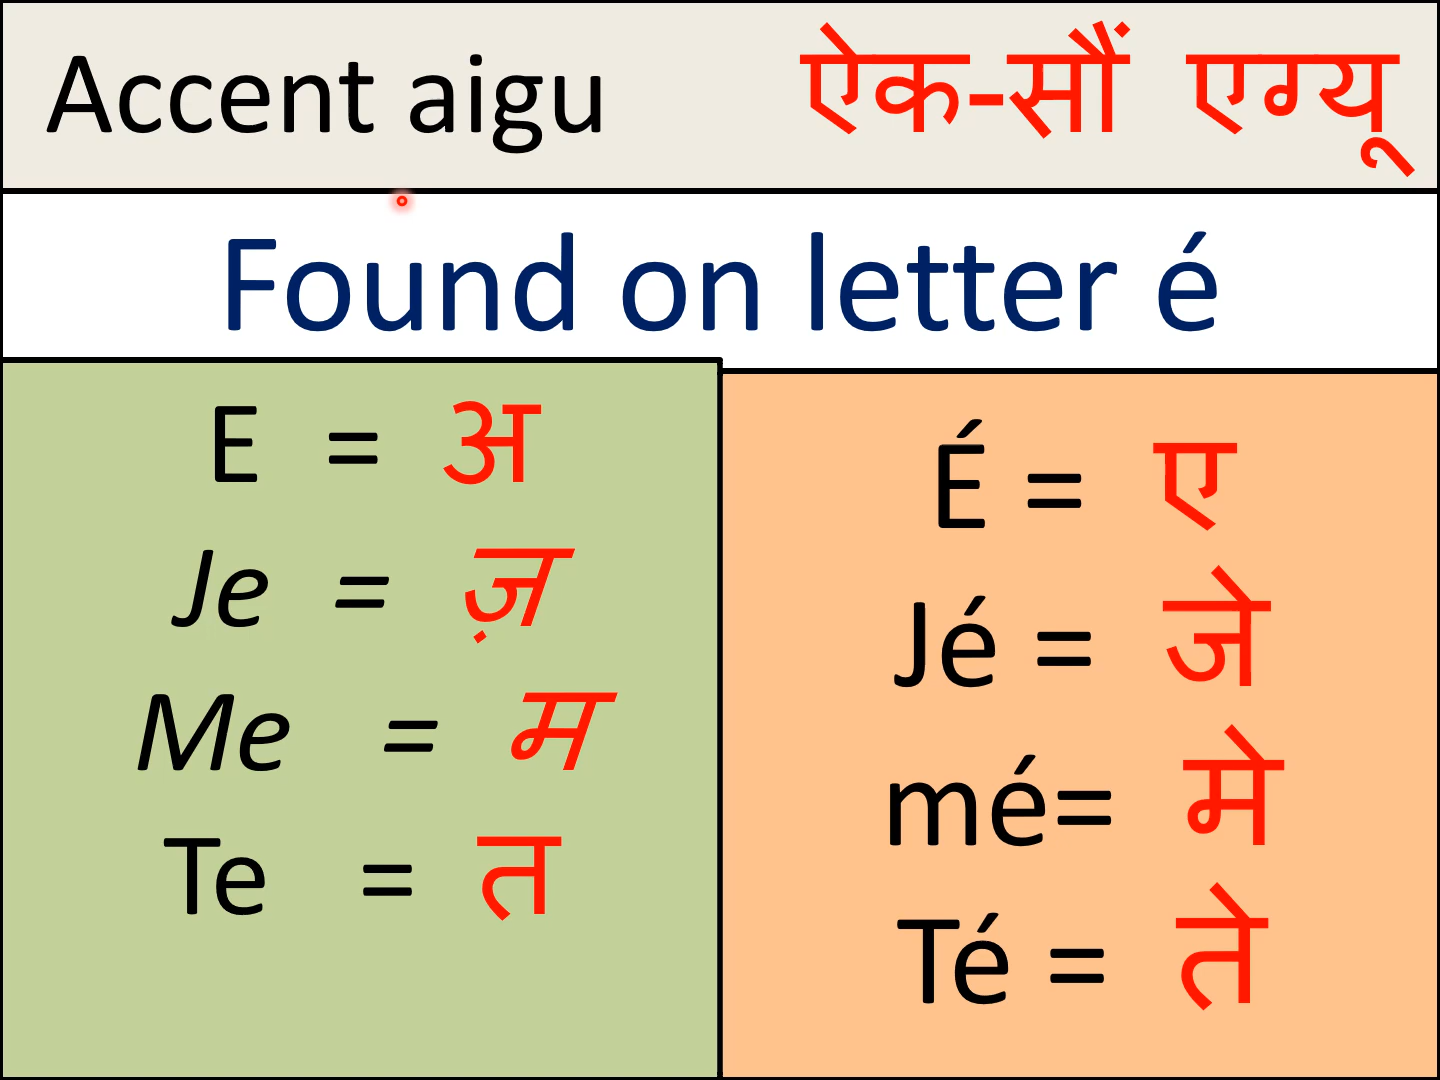 Accent aigu ऐक-सौं एग्यू
Found on letter é
E = अ
Je = ज़
Me = म
Te = त
É = ए
Jé = जे
mé= मे
Té = ते